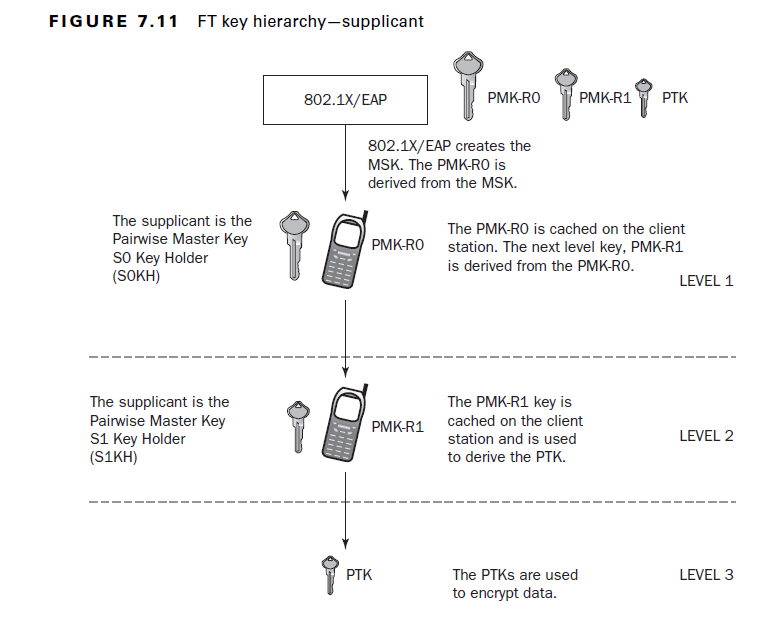 FIGURE 7.11 FT key hierarchy—supplicant
802.1X/EAP
PMK-R0
PMK-R1
PTK
802.1X/EAP creates the
MSK. The PMK-R0 is
derived from the MSK.
The supplicant is the
Pairwise Master Key
S0 Key Holder
(S0KH)
PMK-R0
The PMK-R0 is cached on the client
station. The next level key, PMK-R1
is derived from the PMK-R0.
LEVEL 1
The supplicant is the
Pairwise Master Key
S1 Key Holder
(S1KH)
PMK-R1
The PMK-R1 key is
cached on the client
station and is used
to derive the PTK.
LEVEL 2
PTK
The PTKs are used
to encrypt data.
LEVEL 3